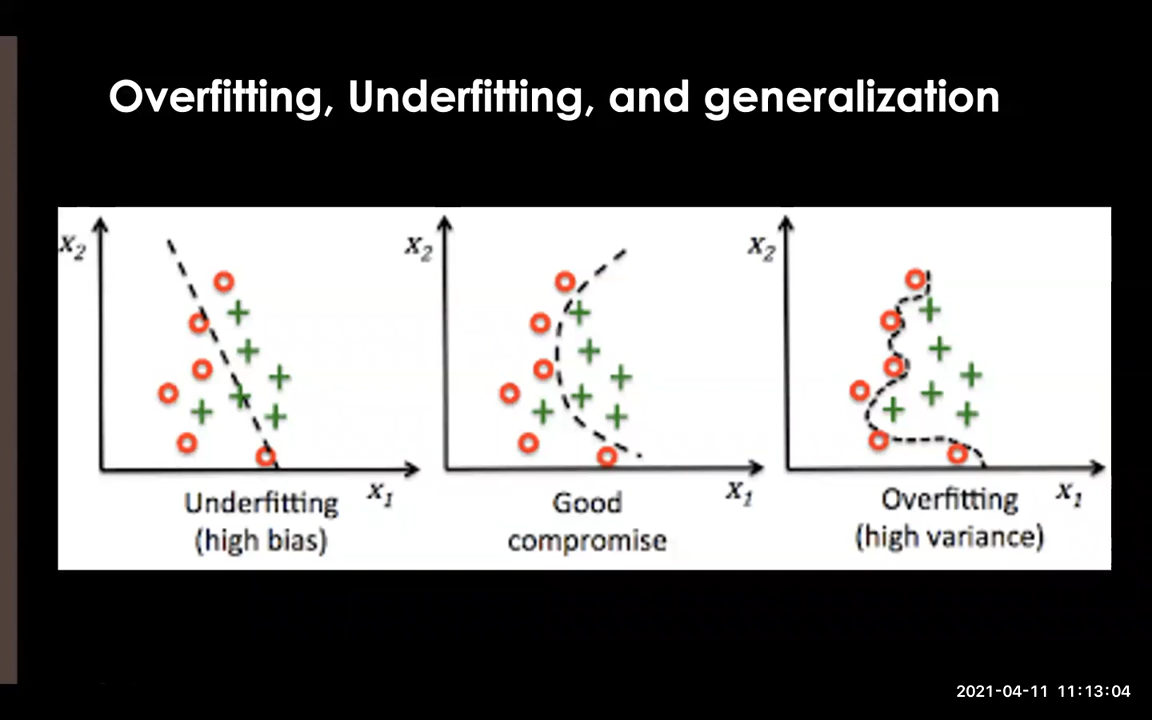 Overfitting, Underfitting, and generalization
x2
x2
x2
x1
x1
x1
Underfitting
(high bias)
Good
compromise
Overfitting
(high variance)
2021-04-11 11:13:04